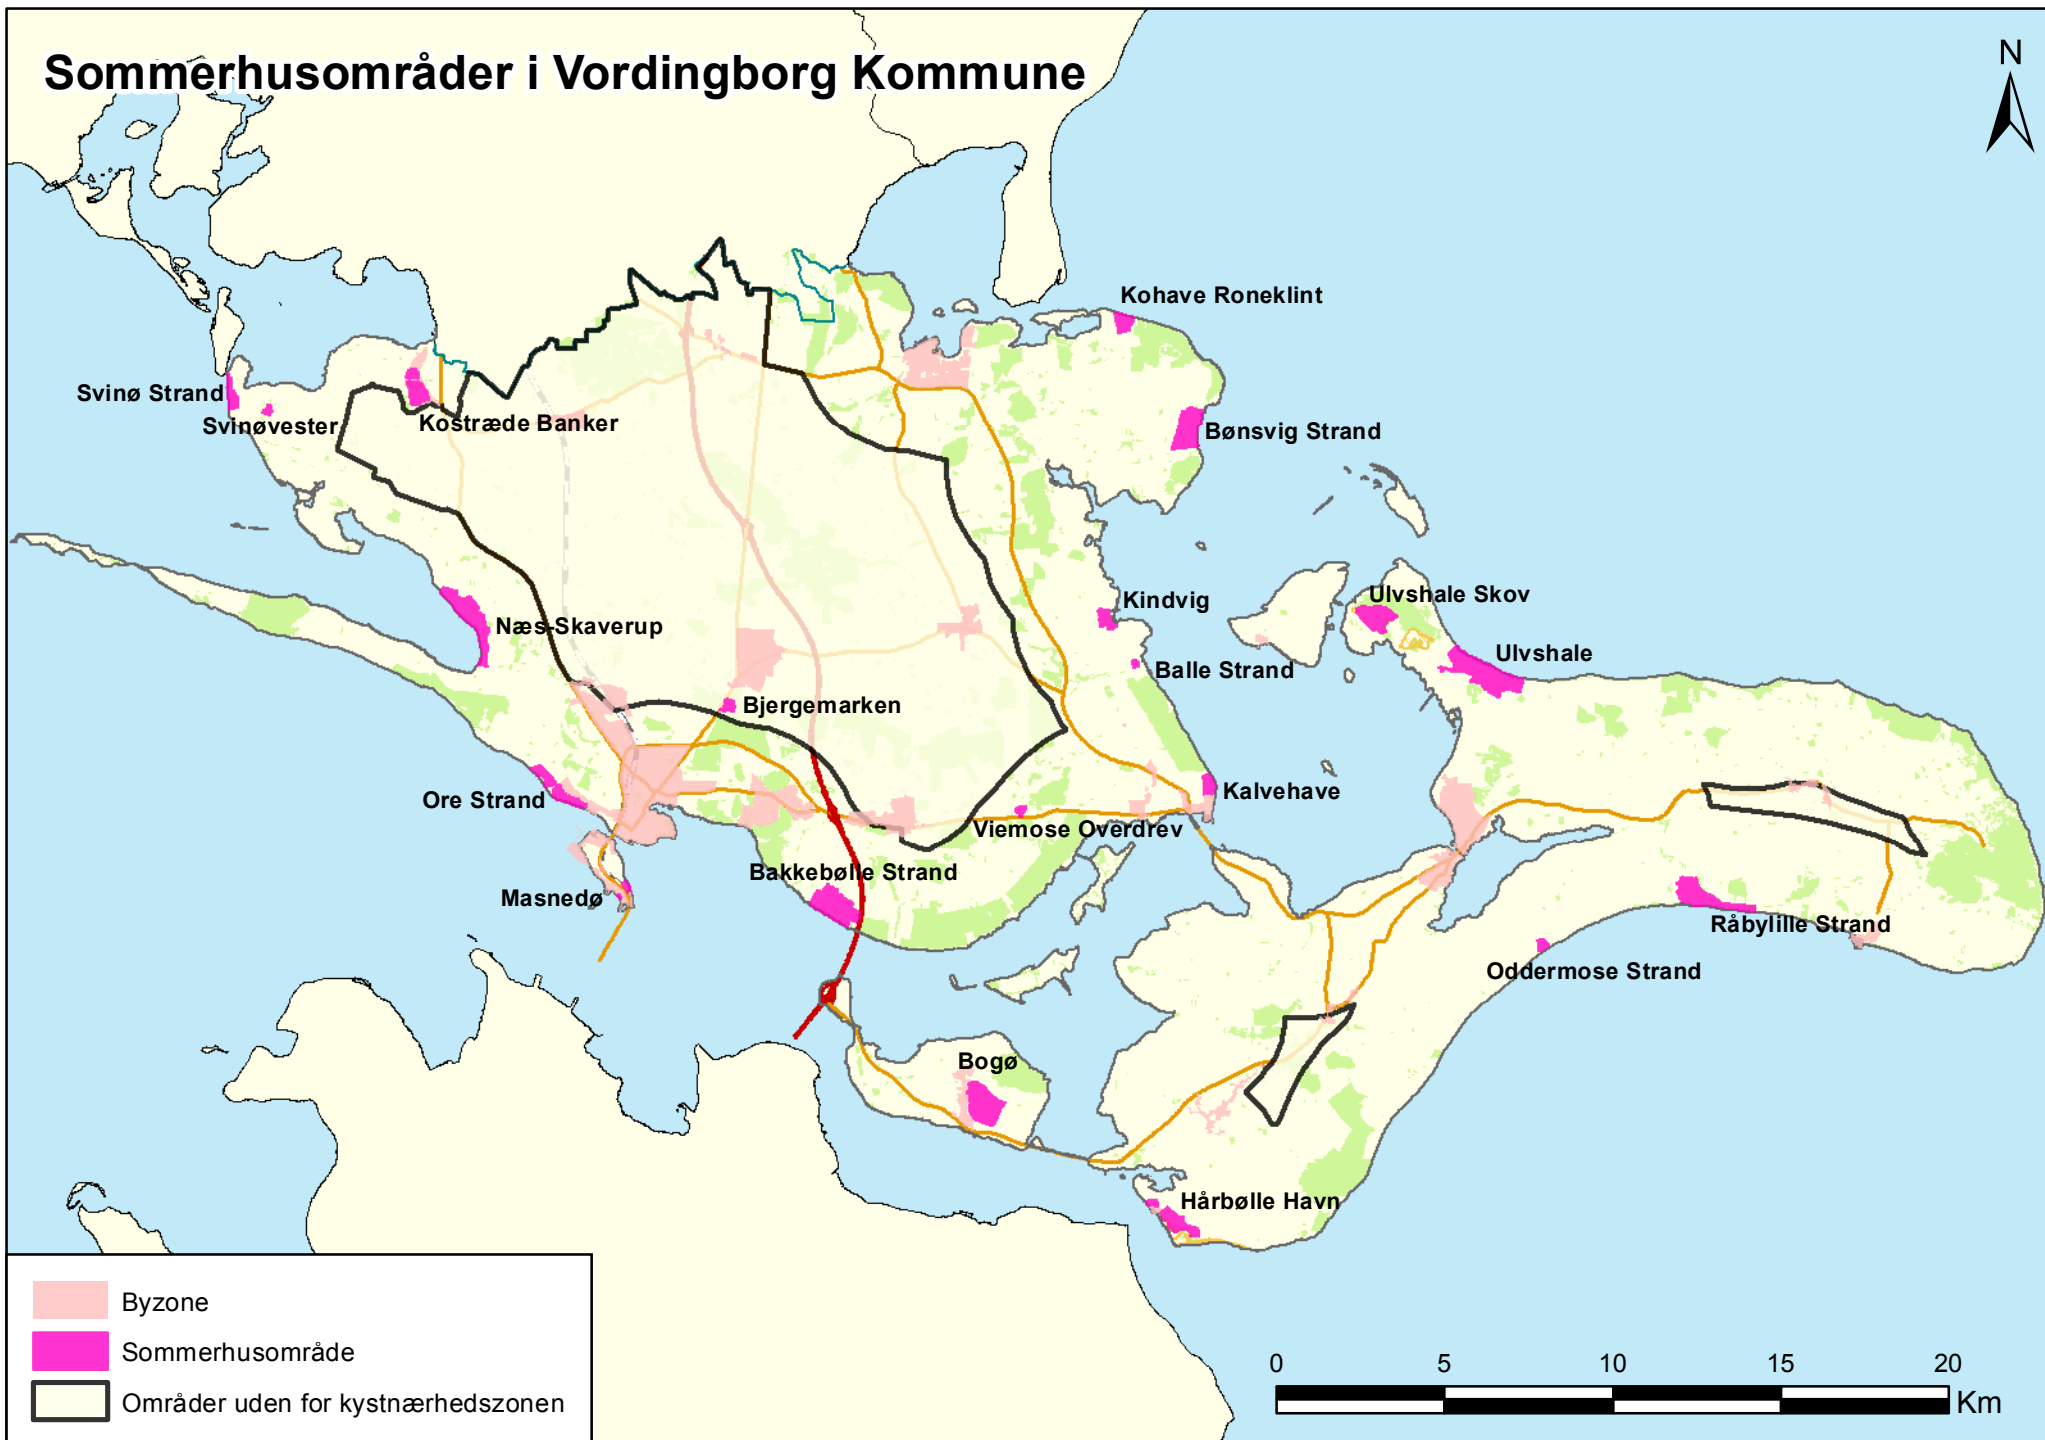 Sommerhusområder i Vordingborg Kommune
N
Kohave Roneklint
Svinø Strand
Svinøvester
Kostræde Banker
Bønsvig Strand
Næs-Skaverup
Kindvig
Ulvshale Skov
Ulvshale
Balle Strand
Bjergemarken
Ore Strand
Kalvehave
Viemose Overdrev
Bakkebølle Strand
Masnedø
Råbylille Strand
Oddermose Strand
Bogø
Hårbølle Havn
Byzone
Sommerhusområde
Områder uden for kystnærhedszonen
0 5 10 15 20
Km